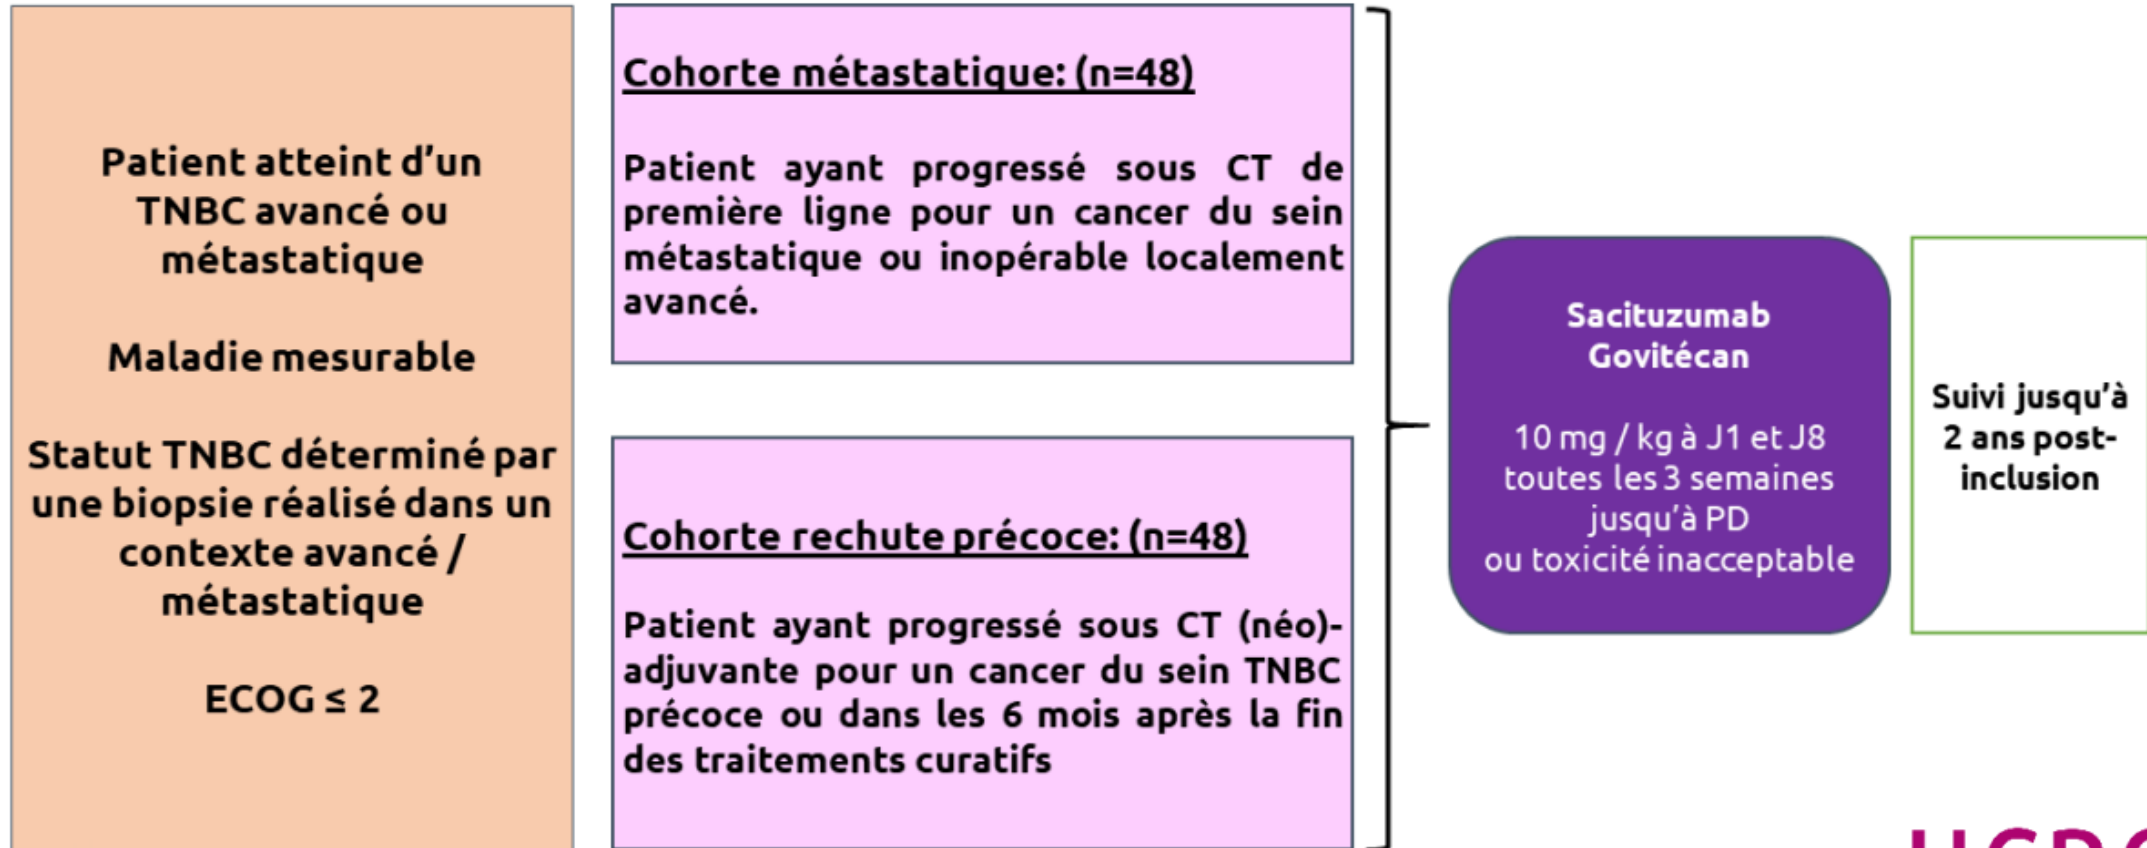 Patient atteint d’un
TNBC avancé ou
métastatique
Maladie mesurable
Statut TNBC déterminé par
une biopsie réalisé dans un
contexte avancé /
métastatique
ECOG ≤ 2
Cohorte métastatique: (n=48)
Patient ayant progressé sous CT de
première ligne pour un cancer du sein
métastatique ou inopérable localement
avancé.
Cohorte rechute précoce: (n=48)
Patient ayant progressé sous CT (néo)-
adjuvante pour un cancer du sein TNBC
précoce ou dans les 6 mois après la fin
des traitements curatifs
Sacituzumab
Govitécan
10 mg / kg à J1 et J8
toutes les 3 semaines
jusqu’à PD
ou toxicité inacceptable
Suivi jusqu’à
2 ans post-
inclusion